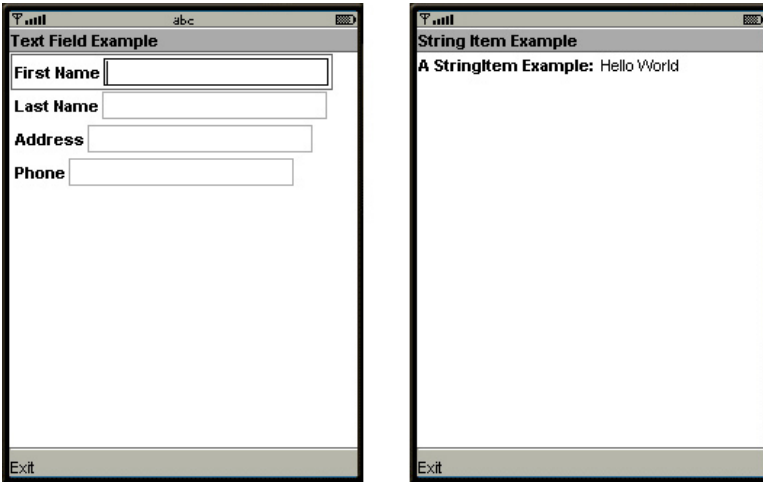 abc
Text Field Example
First Name
Last Name
Address
Phone
Exit
String Item Example
A StringItem Example: Hello World
Exit